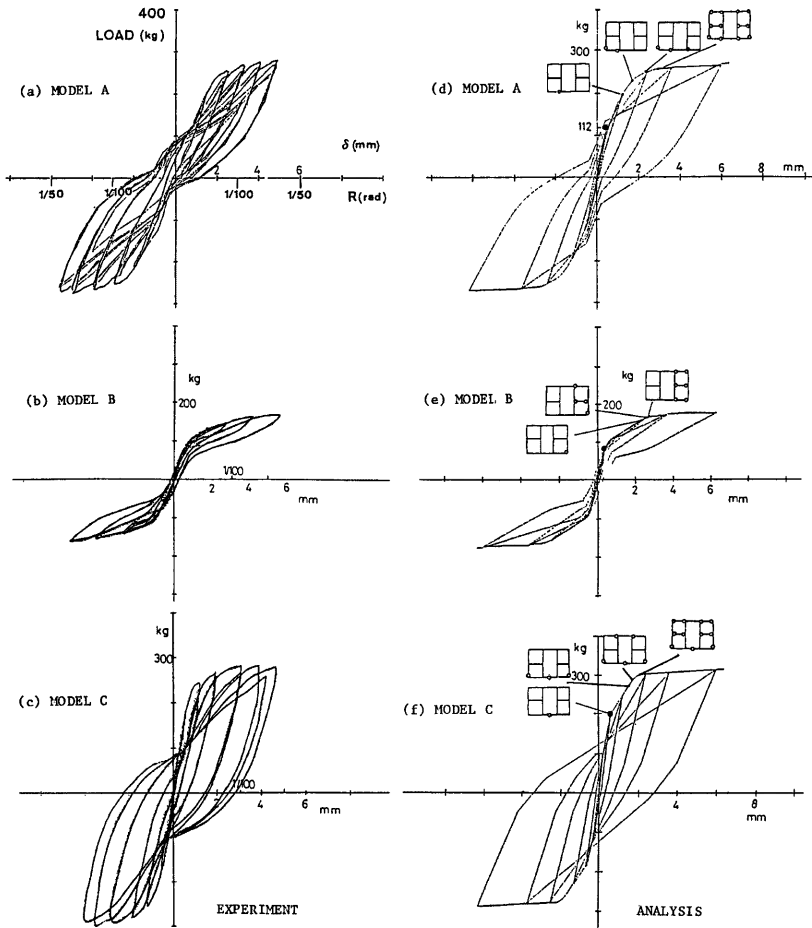 400
LOAD (kg)
(a) MODEL A
δ (mm)
2 4 6
1/50 1/100 1/100 1/50
R(rad)
kg
300
(d) MODEL A
112
mm
2 4 6 8
kg
200
(b) MODEL B
1/100
2 4 6
mm
kg
200
(e) MODEL B
2 4 6
mm
kg
300
(c) MODEL C
1/100
2 4 6
mm
EXPERIMENT
kg
300
(f) MODEL C
4 8
mm
ANALYSIS